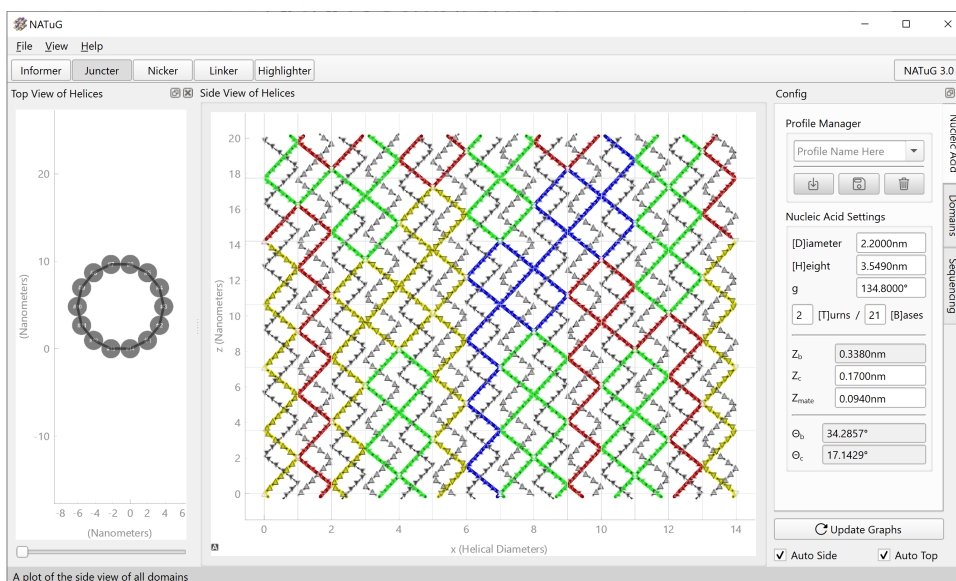 NATuG
File View Help
Informer Juncter Nicker Linker Highlighter NATuG 3.0
Top View of Helices
Side View of Helices
Config
20
10
0
-10
(Nanometers)
-8 -6 -4 -2 0 2 4 6
(Nanometers)
20
18
16
14
12
10
8
6
4
2
0
z (Nanometers)
0 2 4 6 8 10 12 14
x (Helical Diameters)
A
Profile Manager
Profile Name Here
Nucleic Acid Settings
[D]iameter 2.2000nm
[H]eight 3.5490nm
g 134.8000°
2 [T]urns / 21 [B]ases
Zb 0.3380nm
Zc 0.1700nm
Zmate 0.0940nm
Θb 34.2857°
Θc 17.1429°
Update Graphs
Auto Side Auto Top
Nucleic Acid
Domains
Sequencing
A plot of the side view of all domains